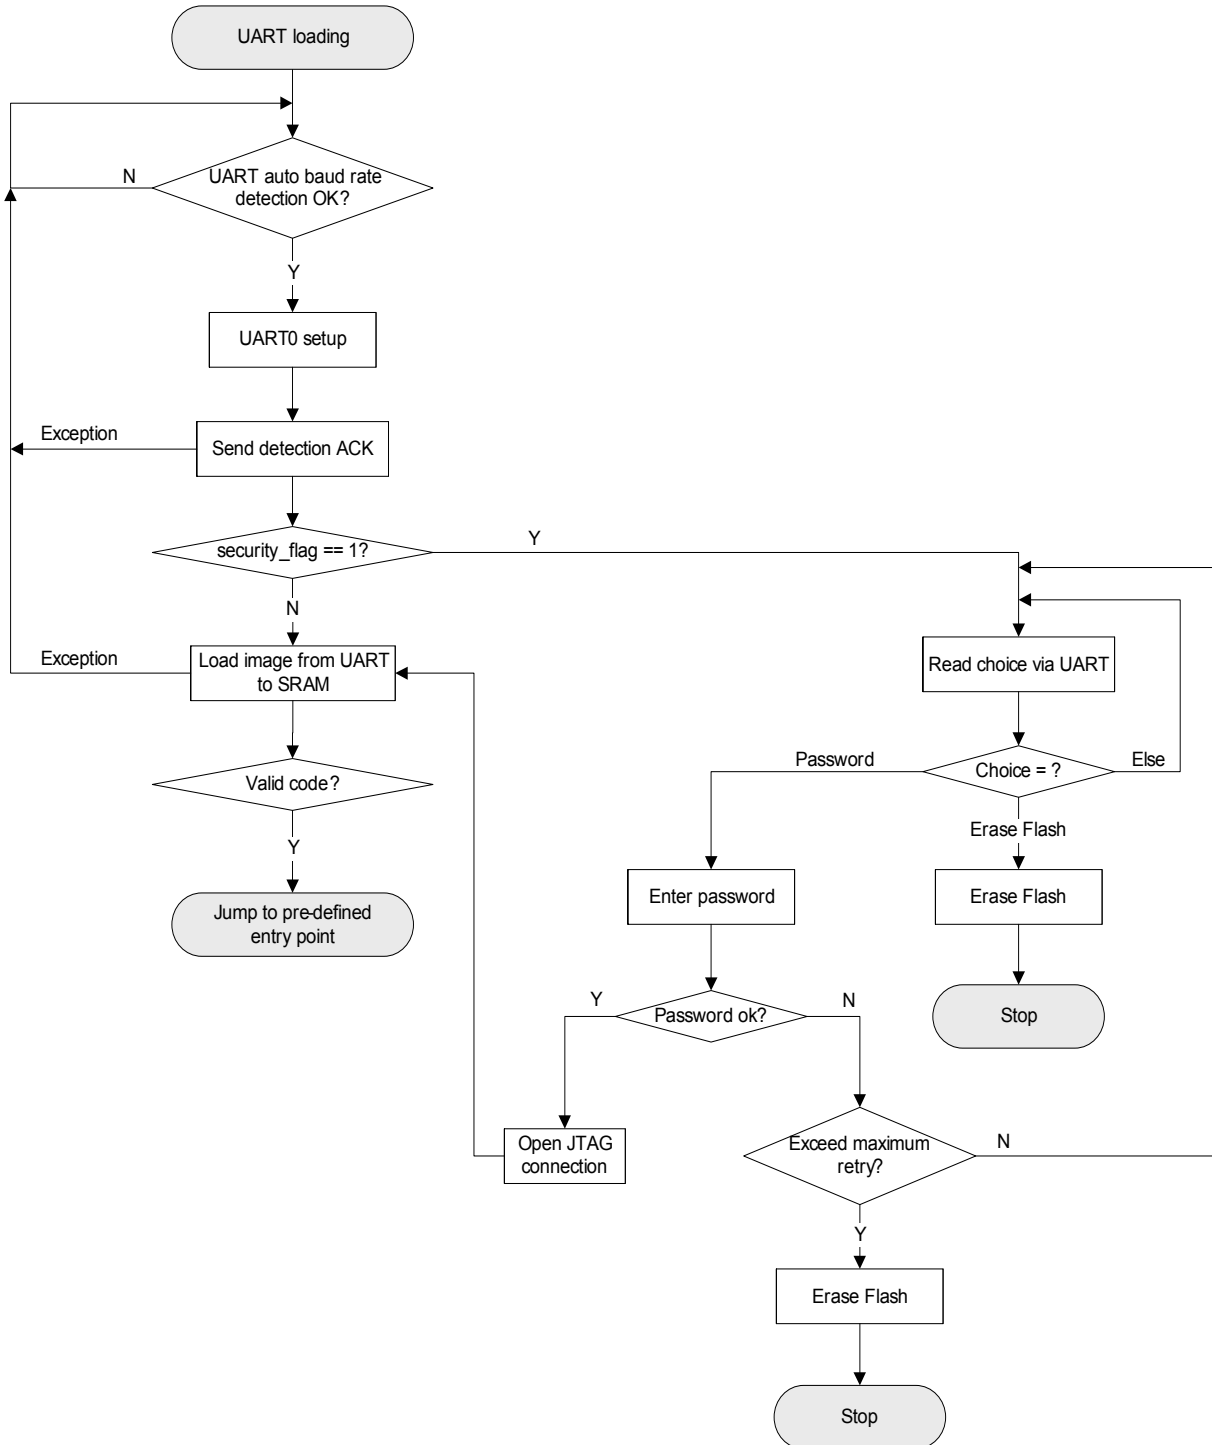 UART loading
N
UART auto baud rate
detection OK?
Y
UART0 setup
Exception
Send detection ACK
security_flag == 1?
Y
N
Exception
Load image from UART
to SRAM
Read choice via UART
Valid code?
Password
Choice = ?
Else
Erase Flash
Y
Jump to pre-defined
entry point
Enter password
Erase Flash
Y
Password ok?
N
Stop
Open JTAG
connection
Exceed maximum
retry?
N
Y
Erase Flash
Stop